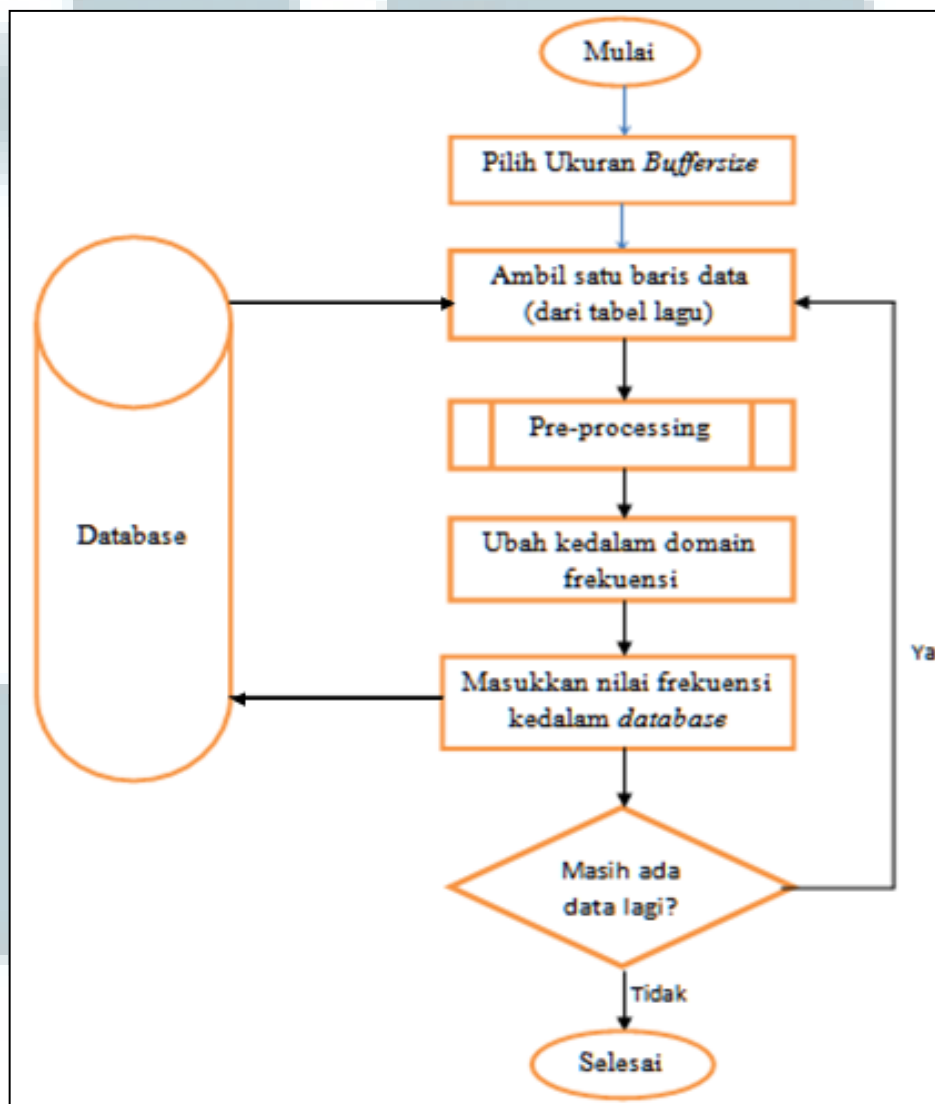 Mulai
Pilih Ukuran Buffersize
Ambil satu baris data
(dari tabel lagu)
Pre-processing
Database
Ubah kedalam domain
frekuensi
Masukkan nilai frekuensi
kedalam database
Ya
Masih ada
data lagi?
Tidak
Selesai